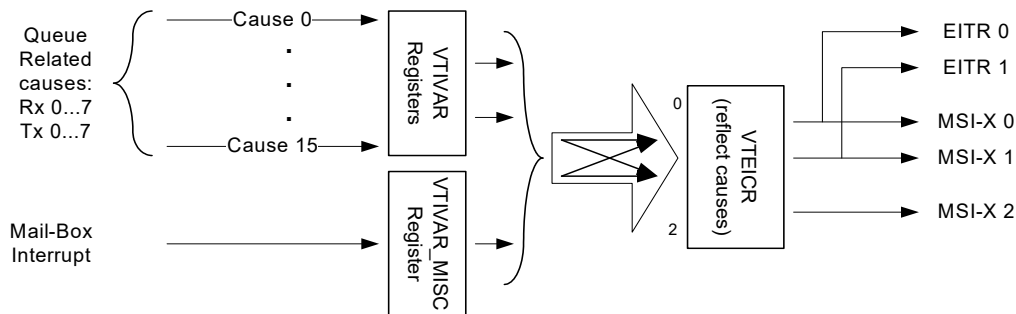 Queue
Related
causes:
Rx 0...7
Tx 0...7
Cause 0
Cause 15
VTIVAR
Registers
Mail-Box
Interrupt
VTIVAR_MISC
Register
0
2
VTEICR
(reflect causes)
EITR 0
EITR 1
MSI-X 0
MSI-X 1
MSI-X 2